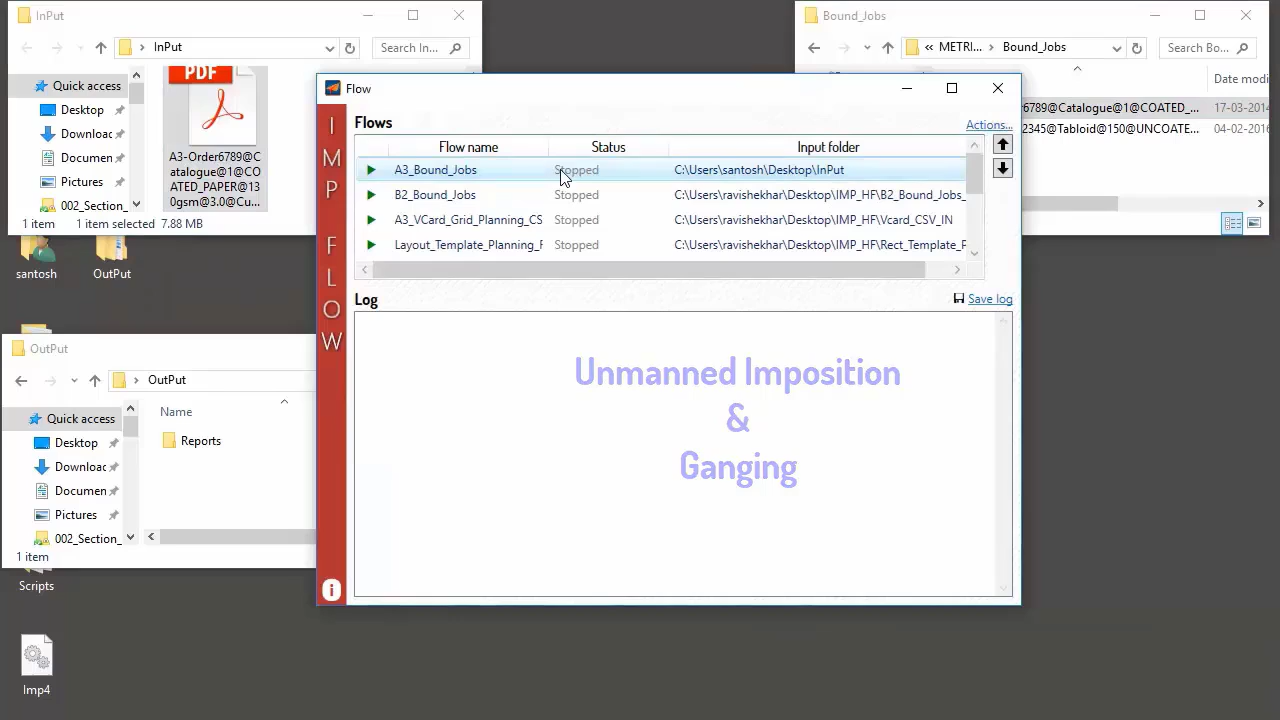 InPut
InPut
Search In...
Quick access
Desktop
Downloac
Documen
Pictures
002_Section_
PDF
A3-Order6789@C
atalogue@1@CO
ATED_PAPER@13
0gsm@3.0@Cu...
1 item
1 item selected
7.88 MB
Bound_Jobs
« METRI...
Bound_Jobs
Search Bo...
Date modi
6789@Catalogue@1@COATED_...
17-03-2014
2345@Tabloid@150@UNCOATE...
04-02-2016
santosh
OutPut
OutPut
OutPut
Quick access
Desktop
Downloac
Documen
Pictures
002_Section_
Name
Reports
1 item
Scripts
Imp4
Flow
IMP FLOW
Flows
Actions...
Flow name
Status
Input folder
A3_Bound_Jobs
Stopped
C:\Users\santosh\Desktop\InPut
B2_Bound_Jobs
Stopped
C:\Users\ravishekhar\Desktop\IMP_HF\B2_Bound_Jobs_
A3_VCard_Grid_Planning_CS
Stopped
C:\Users\ravishekhar\Desktop\IMP_HF\Vcard_CSV_IN
Layout_Template_Planning_F
Stopped
C:\Users\ravishekhar\Desktop\IMP_HF\Rect_Template_F
Log
Save log
Unmanned Imposition
&
Ganging